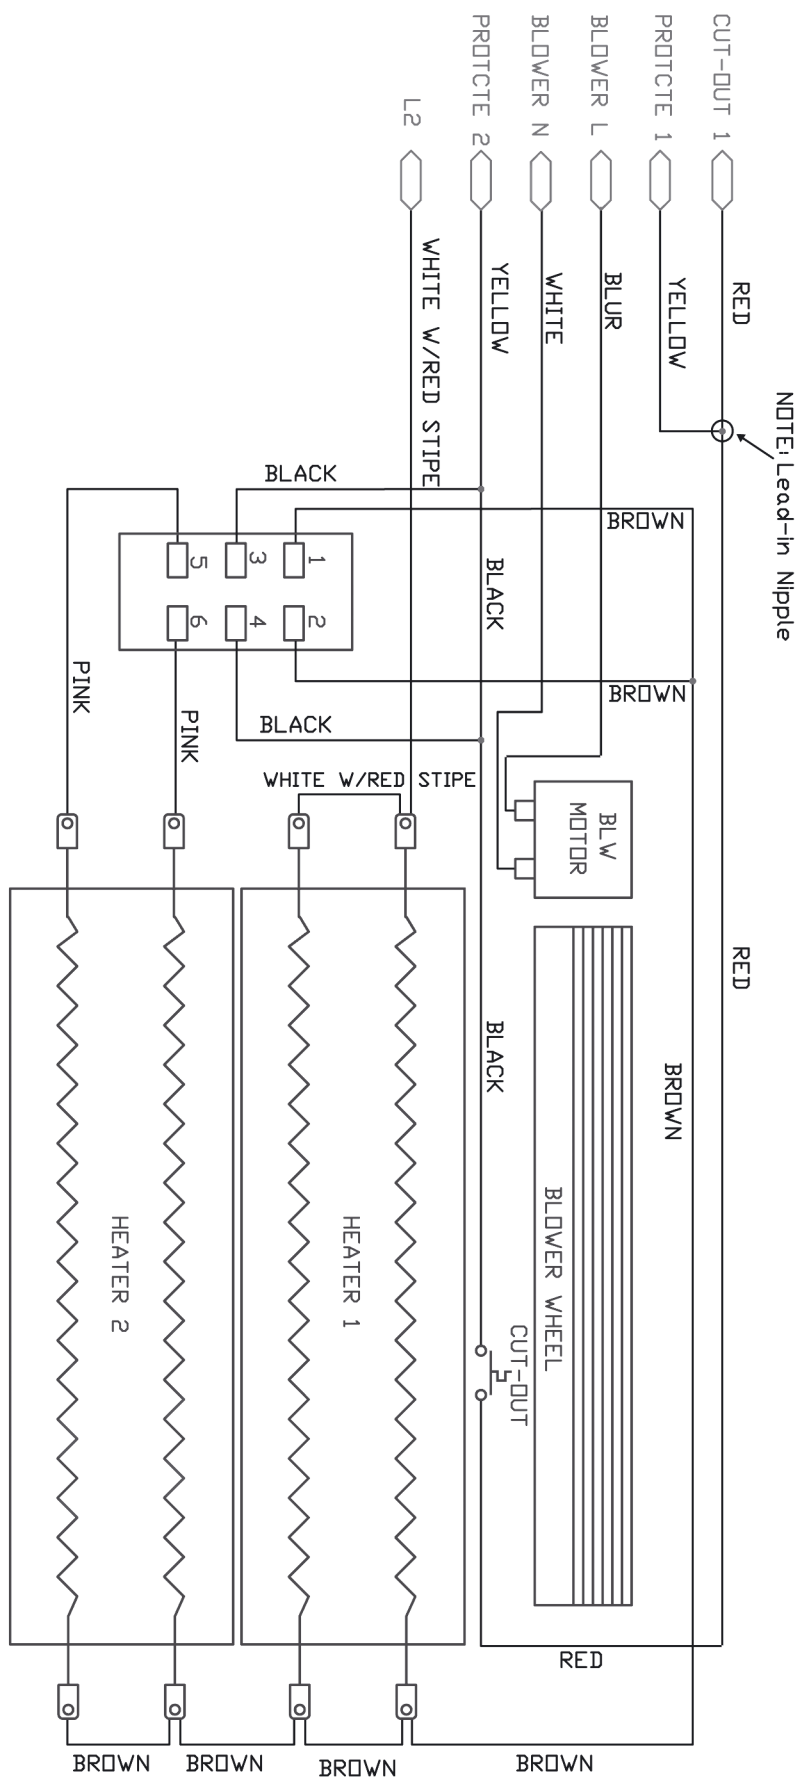 CUT-OUT 1
PROTCTE 1
BLOWER L
BLOWER N
PROTCTE 2
L2
RED
YELLOW
BLUR
WHITE
YELLOW
WHITE W/RED STIPE
NOTE: Lead-in Nipple
BLACK
BROWN
1
3
5
2
4
6
BLACK
BROWN
BLACK
PINK
PINK
WHITE W/RED STIPE
BLW
MOTOR
RED
BROWN
BLACK
BLOWER WHEEL
CUT-OUT
HEATER 1
HEATER 2
RED
BROWN
BROWN
BROWN
BROWN